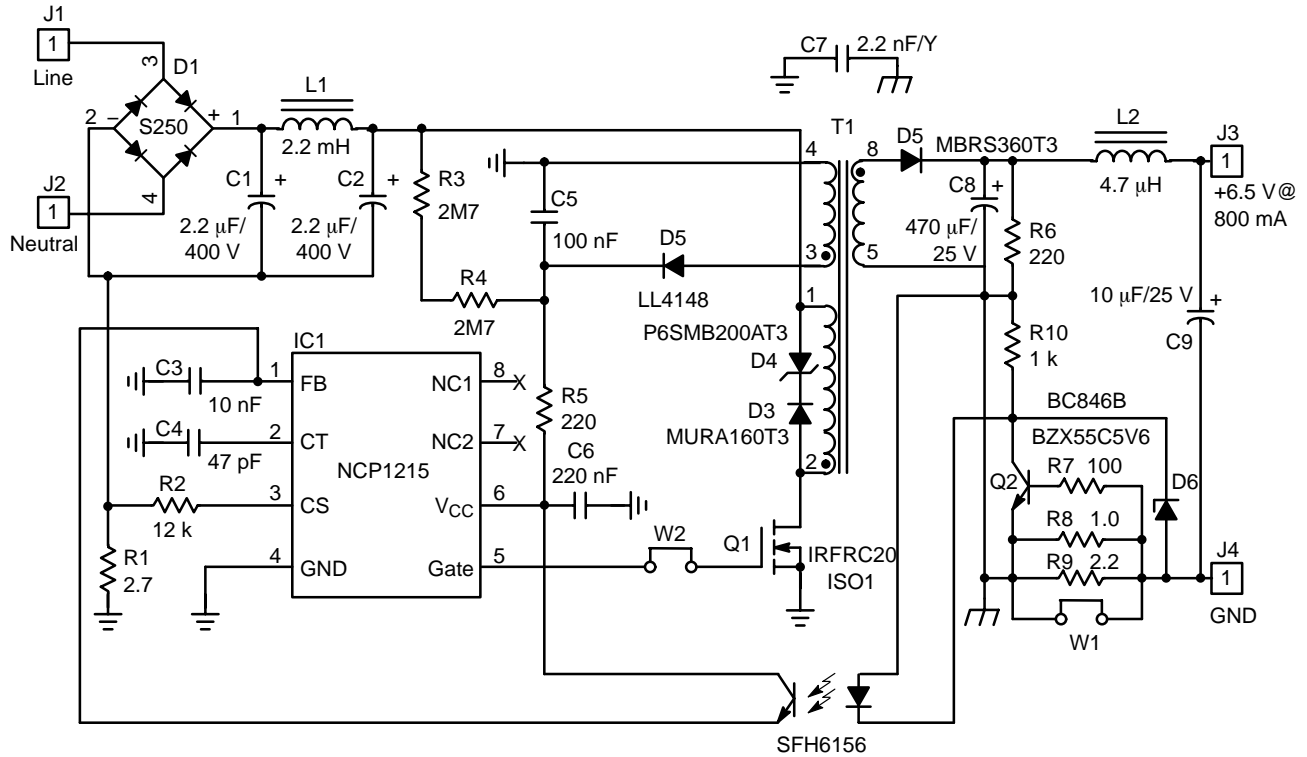 J1
1
Line
3
D1
2
−
S250
+
1
4
J2
1
Neutral
L1
2.2 mH
C1
+
2.2 μF/
400 V
C2
+
2.2 μF/
400 V
R3
2M7
R4
2M7
C5
100 nF
D5
LL4148
C7
2.2 nF/Y
T1
4
3
1
2
8
5
D5
MBRS360T3
C8
+
470 μF/
25 V
R6
220
L2
4.7 μH
J3
1
+6.5 V@
800 mA
10 μF/25 V
+
C9
R10
1 k
P6SMB200AT3
D4
D3
MURA160T3
IC1
C3
10 nF
1
FB
C4
47 pF
2
CT
R2
12 k
3
CS
4
GND
NCP1215
NC1
8
X
NC2
7
X
VCC
6
Gate
5
R1
2.7
R5
220
C6
220 nF
W2
Q1
IRFRC20
ISO1
BC846B
BZX55C5V6
Q2
R7 100
R8 1.0
R9 2.2
D6
W1
J4
1
GND
SFH6156